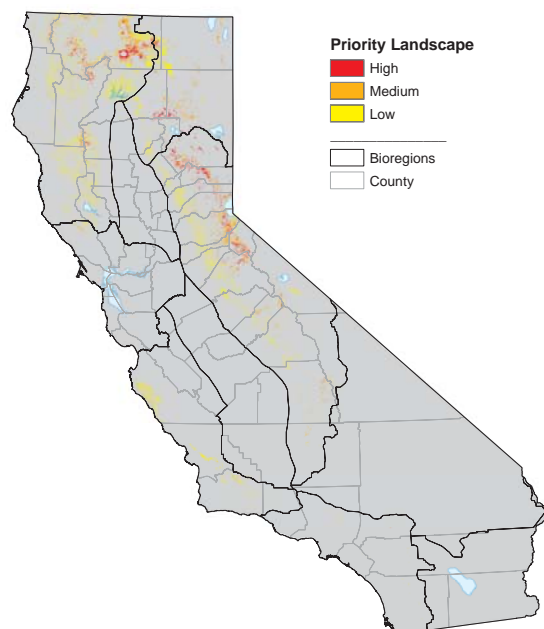 Priority Landscape
High
Medium
Low
Bioregions
County